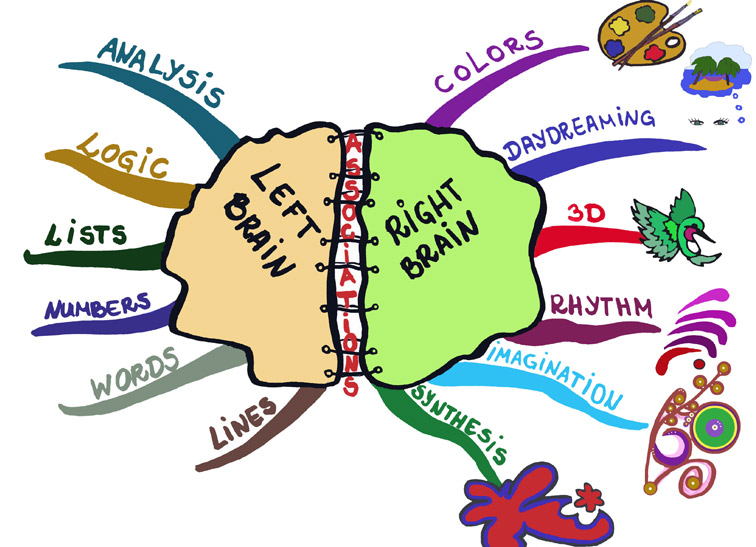 ANALYSIS
LOGIC
LISTS
NUMBERS
WORDS
LINES
LEFT
BRAIN
ASSOCIATIONS
RIGHT
BRAIN
COLORS
DAYDREAMING
3D
RHYTHM
IMAGINATION
SYNTHESIS